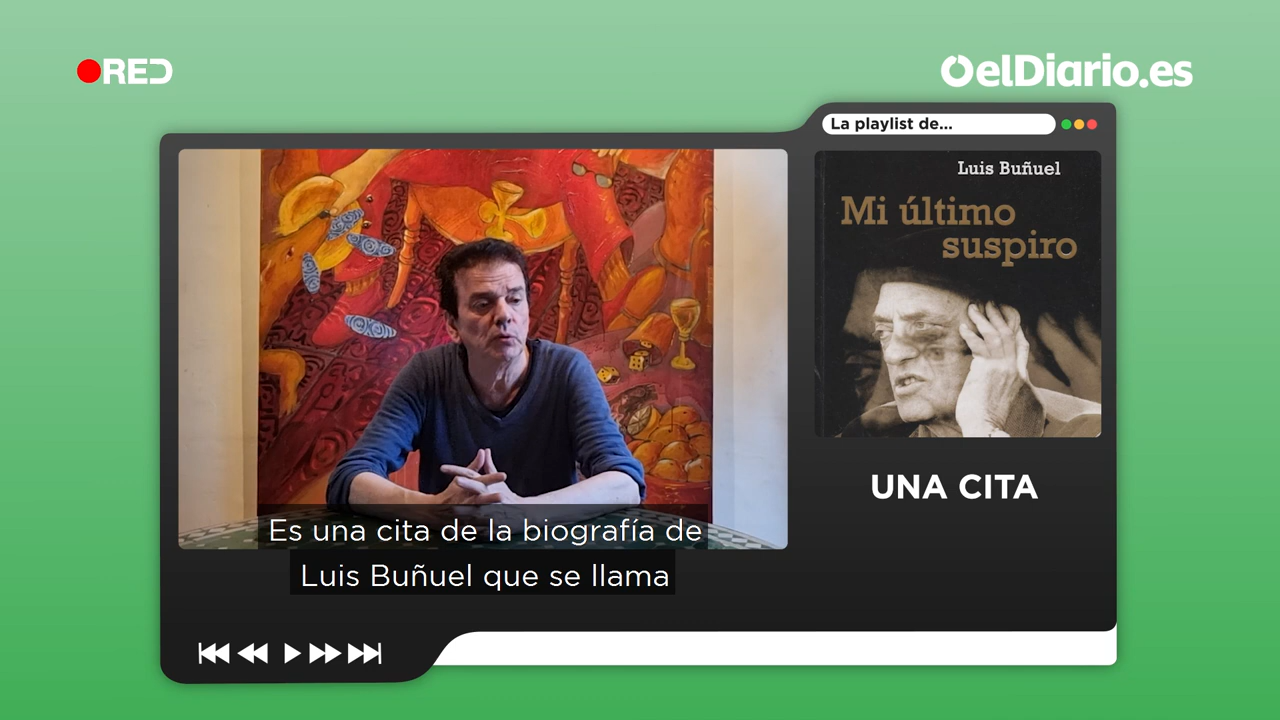 RED
elDiario.es
La playlist de...
Luis Buñuel
Mi último
suspiro
UNA CITA
Es una cita de la biografía de
Luis Buñuel que se llama